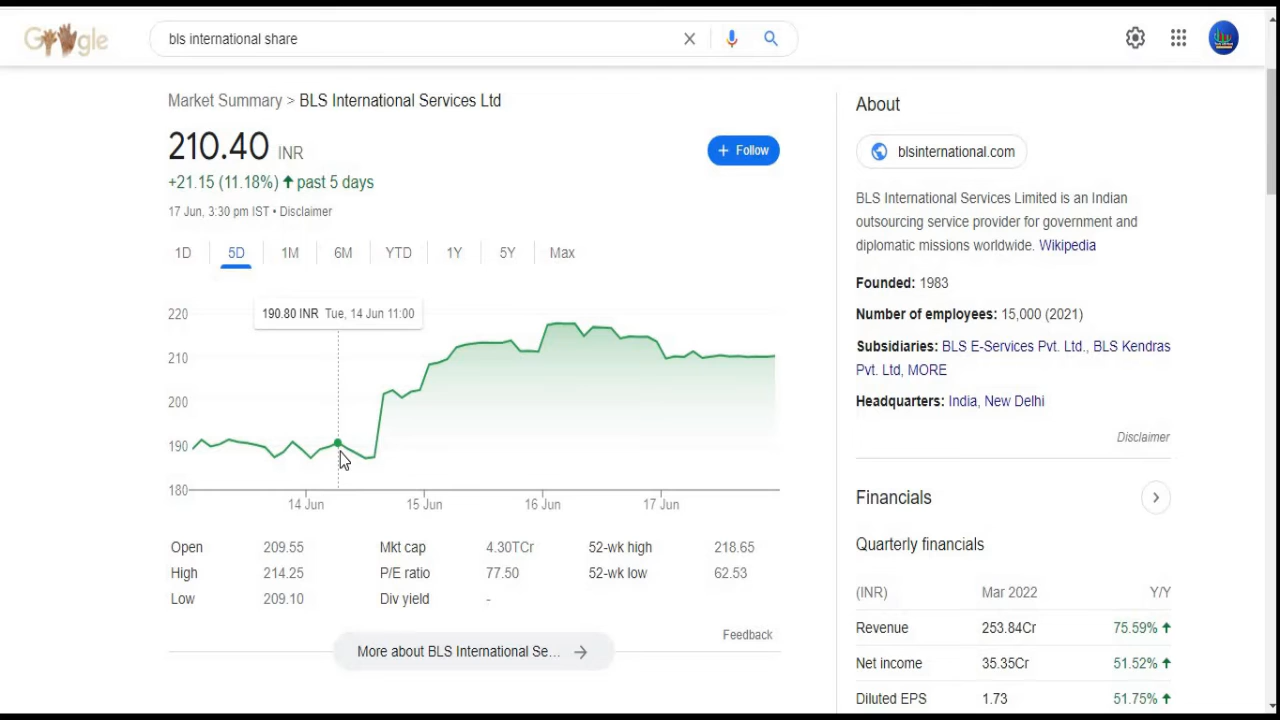 Google
bls international share
Market Summary > BLS International Services Ltd
210.40 INR
+ Follow
+21.15 (11.18%) ↑ past 5 days
17 Jun, 3:30 pm IST • Disclaimer
1D 5D 1M 6M YTD 1Y 5Y Max
190.80 INR Tue, 14 Jun 11:00
220
210
200
190
180
14 Jun 15 Jun 16 Jun 17 Jun
Open 209.55 Mkt cap 4.30TCr 52-wk high 218.65
High 214.25 P/E ratio 77.50 52-wk low 62.53
Low 209.10 Div yield -
Feedback
More about BLS International Se... →
About
blsinternational.com
BLS International Services Limited is an Indian
outsourcing service provider for government and
diplomatic missions worldwide. Wikipedia
Founded: 1983
Number of employees: 15,000 (2021)
Subsidiaries: BLS E-Services Pvt. Ltd., BLS Kendras
Pvt. Ltd, MORE
Headquarters: India, New Delhi
Disclaimer
Financials
Quarterly financials
(INR) Mar 2022 Y/Y
Revenue 253.84Cr 75.59% ↑
Net income 35.35Cr 51.52% ↑
Diluted EPS 1.73 51.75% ↑